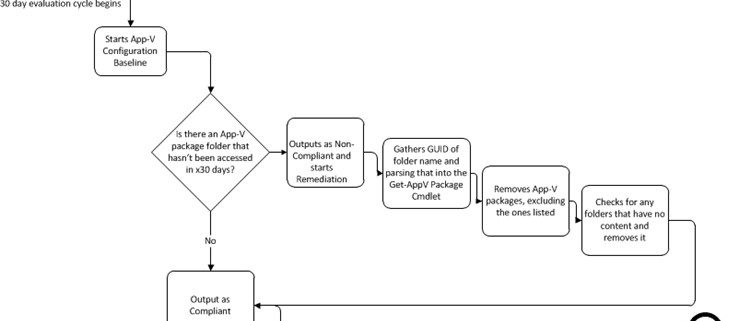 30 day evaluation cycle begins
Starts App-V
Configuration
Baseline
Is there an App-V
package folder that
hasn't been accessed
in x30 days?
Outputs as Non-
Compliant and
starts
Remediation
Gathers GUID of
folder name and
parsing that into the
Get-AppV Package
Cmdlet
Removes App-V
packages, excluding
the ones listed
Checks for any
folders that have no
content and
removes it
No
Output as
Compliant